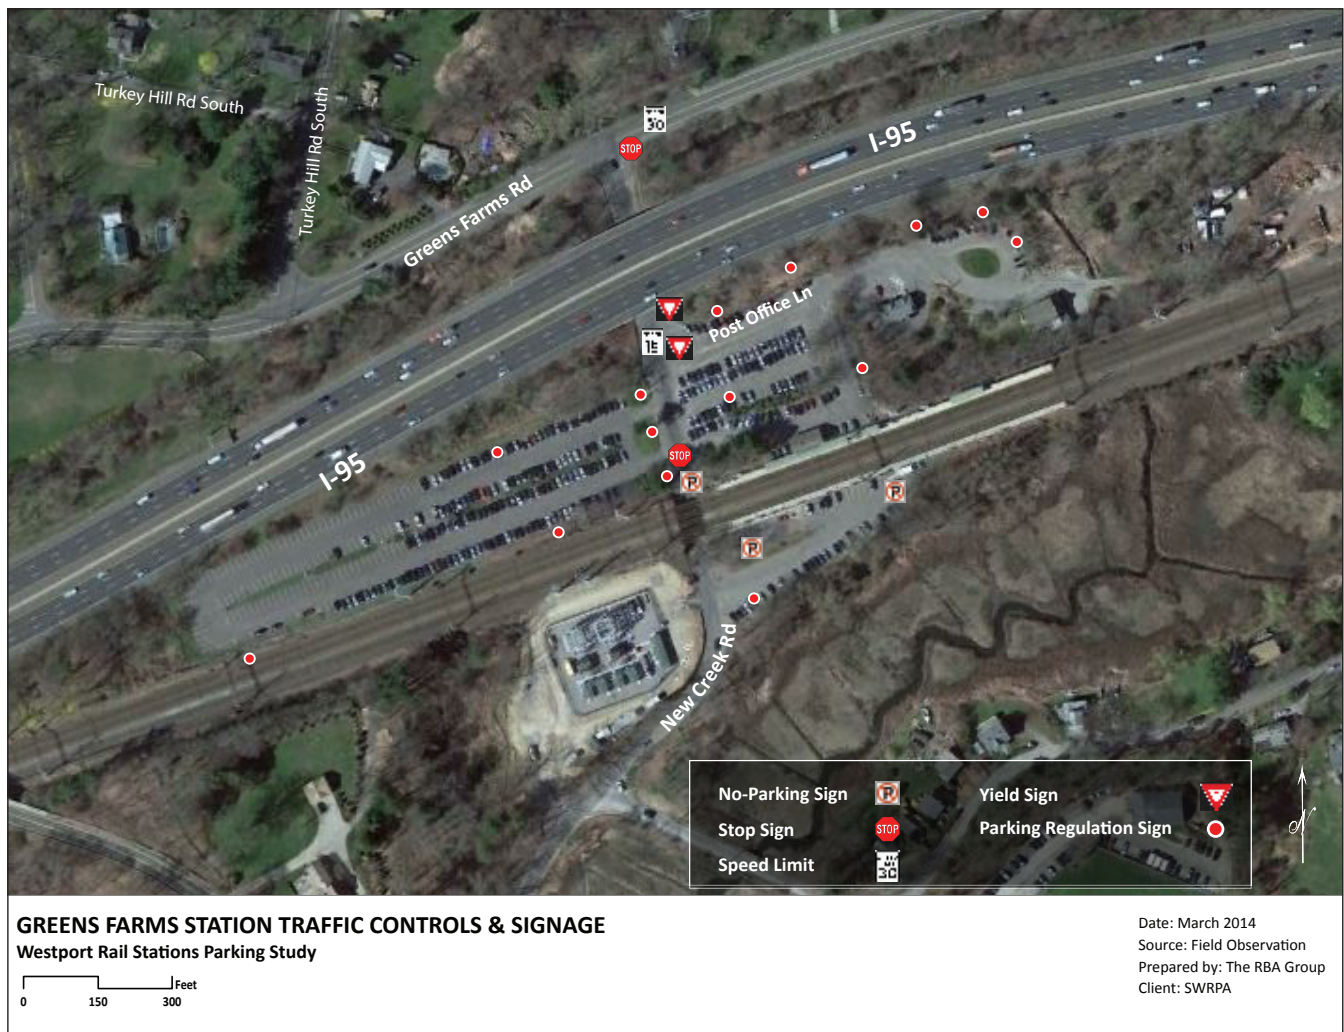 Turkey Hill Rd South
Turkey Hill Rd South
30
STOP
I-95
Greens Farms Rd
Post Office Ln
I-95
STOP
P
P
P
New Creek Rd
No-Parking Sign P
Yield Sign
Stop Sign STOP
Parking Regulation Sign
Speed Limit
N
GREENS FARMS STATION TRAFFIC CONTROLS & SIGNAGE
Westport Rail Stations Parking Study
Feet
0 150 300
Date: March 2014
Source: Field Observation
Prepared by: The RBA Group
Client: SWRPA